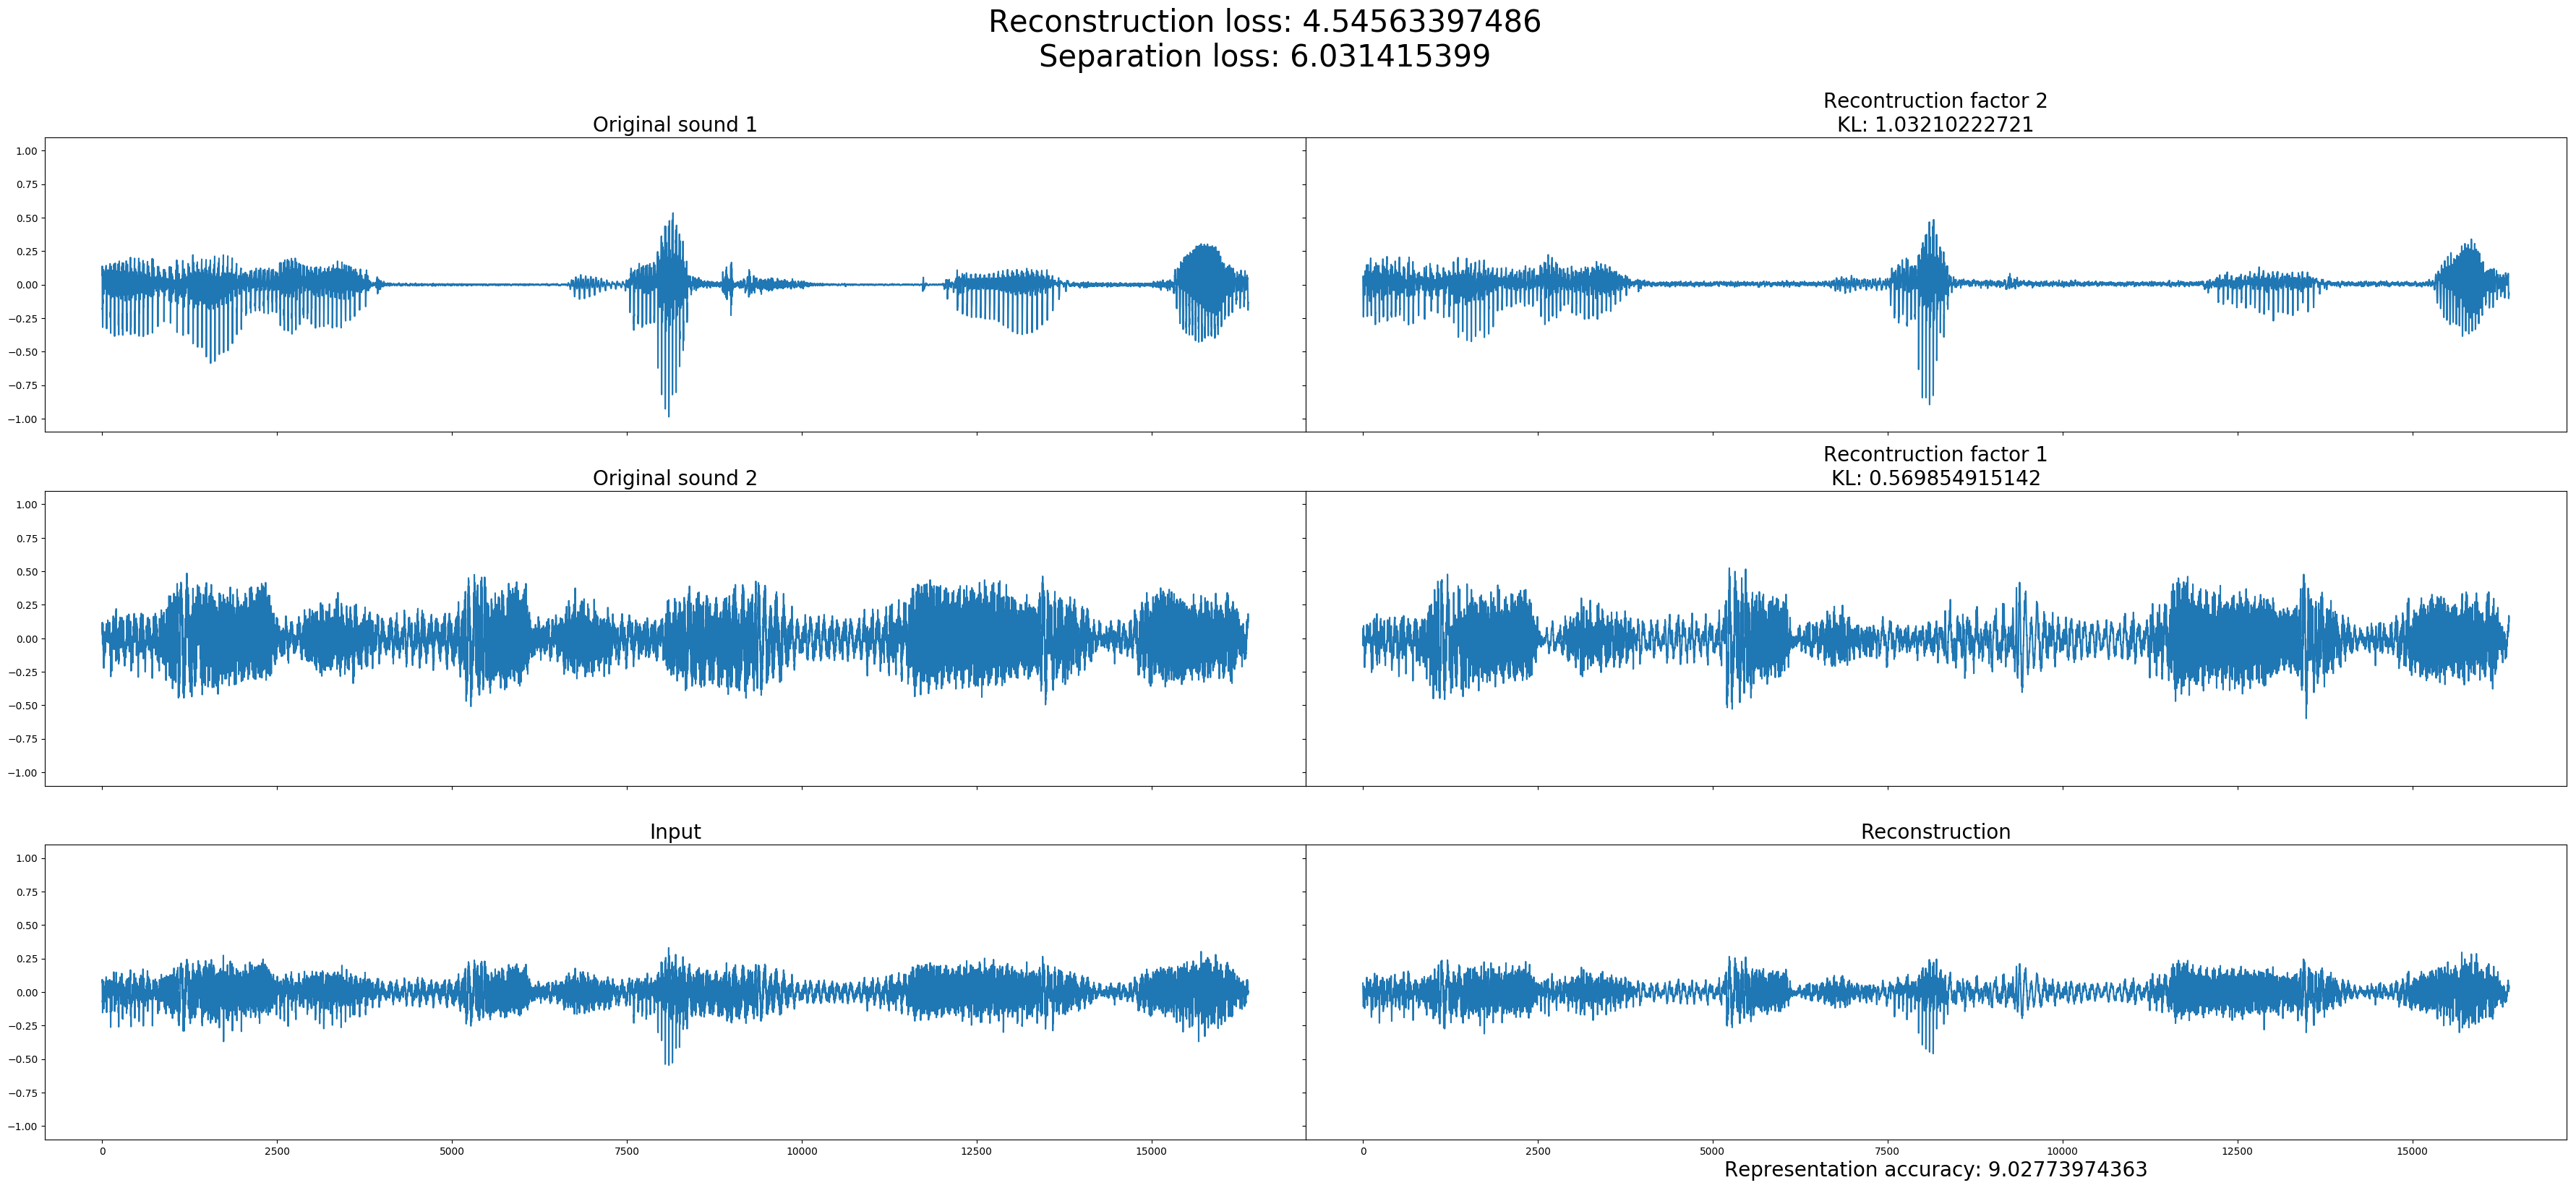 Reconstruction loss: 4.54563397486
Separation loss: 6.031415399
Original sound 1
Recontruction factor 2
KL: 1.03210222721
1.00
0.75
0.50
0.25
0.00
−0.25
−0.50
−0.75
−1.00
Original sound 2
Recontruction factor 1
KL: 0.569854915142
1.00
0.75
0.50
0.25
0.00
−0.25
−0.50
−0.75
−1.00
Input
Reconstruction
1.00
0.75
0.50
0.25
0.00
−0.25
−0.50
−0.75
−1.00
0 2500 5000 7500 10000 12500 15000
0 2500 5000 7500 10000 12500 15000
Representation accuracy: 9.02773974363